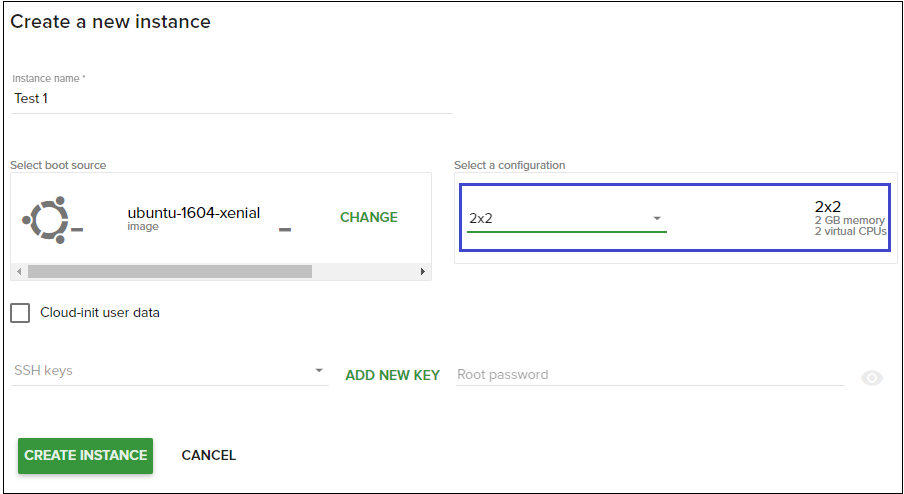 Create a new instance
Instance name *
Test 1
Select boot source
Select a configuration
ubuntu-1604-xenial
image
CHANGE
2x2
2x2
2 GB memory
2 virtual CPUs
Cloud-init user data
SSH keys
ADD NEW KEY
Root password
CREATE INSTANCE
CANCEL